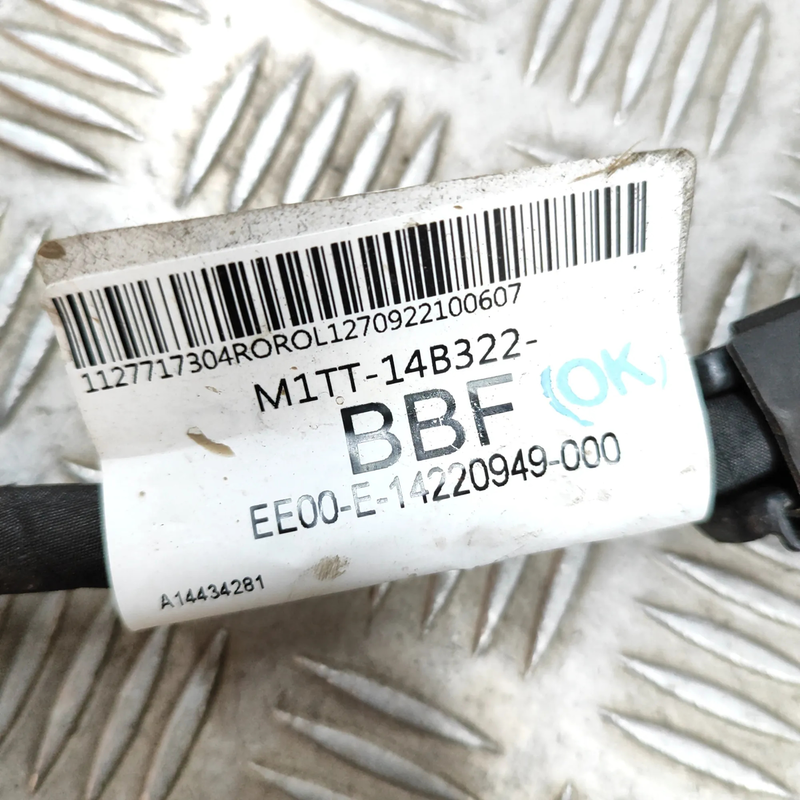 1127717304ROROL1270922100607
M1TT-14B322-
BBF (OK)
EE00-E-14220949-000
A14434281